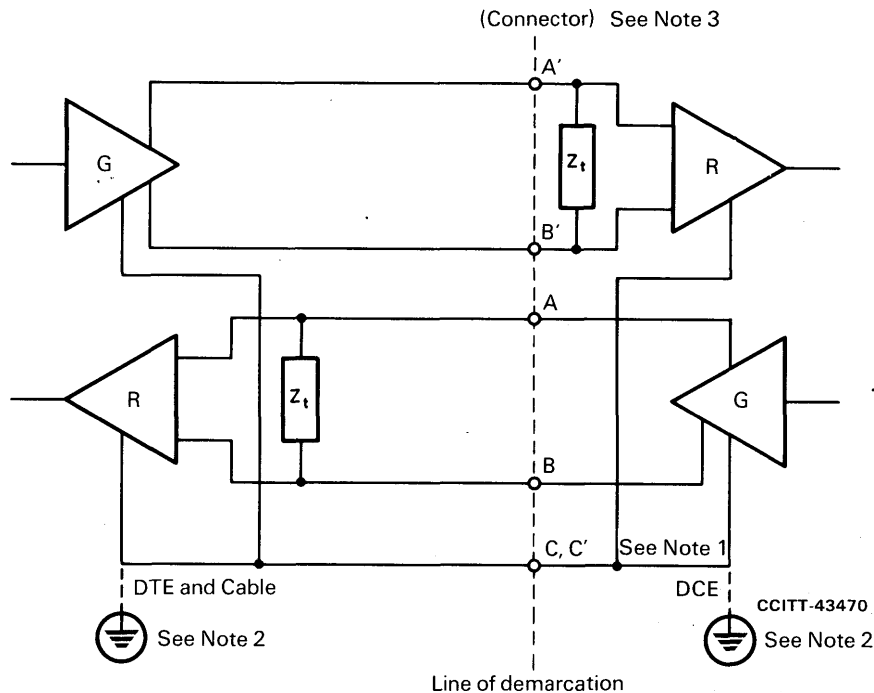 (Connector) See Note 3
A′
G
Zt
R
B′
A
R
Zt
G
B
C, C′
See Note 1
DTE and Cable
DCE
CCITT-43470
See Note 2
See Note 2
Line of demarcation